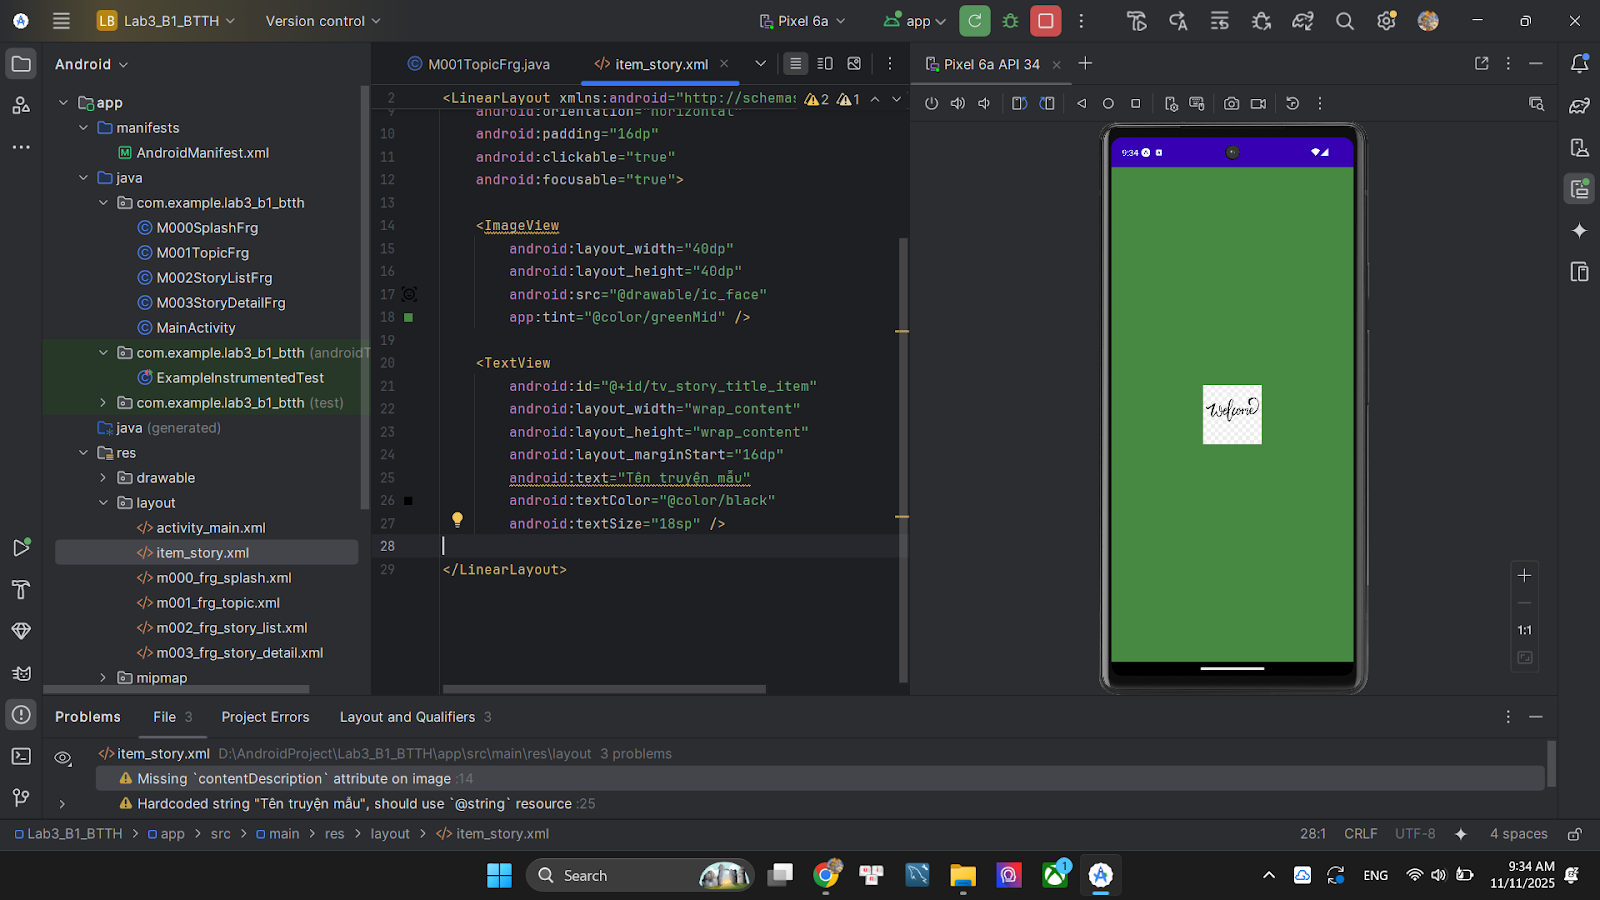 LB Lab3_B1_BTTH Version control Pixel 6a app
Android
app
manifests
AndroidManifest.xml
java
com.example.lab3_b1_btth
M000SplashFrg
M001TopicFrg
M002StoryListFrg
M003StoryDetailFrg
MainActivity
com.example.lab3_b1_btth (androidT
ExampleInstrumentedTest
com.example.lab3_b1_btth (test)
java (generated)
res
drawable
layout
activity_main.xml
item_story.xml
m000_frg_splash.xml
m001_frg_topic.xml
m002_frg_story_list.xml
m003_frg_story_detail.xml
mipmap
M001TopicFrg.java item_story.xml
2 <LinearLayout xmlns:android="http://schemas 2 1
9 android:orientation="horizontal"
10 android:padding="16dp"
11 android:clickable="true"
12 android:focusable="true">
13
14 <ImageView
15 android:layout_width="40dp"
16 android:layout_height="40dp"
17 android:src="@drawable/ic_face"
18 app:tint="@color/greenMid" />
19
20 <TextView
21 android:id="@+id/tv_story_title_item"
22 android:layout_width="wrap_content"
23 android:layout_height="wrap_content"
24 android:layout_marginStart="16dp"
25 android:text="Tên truyện mẫu"
26 android:textColor="@color/black"
27 android:textSize="18sp" />
28
29 </LinearLayout>
Pixel 6a API 34
9:34
Welcome
1:1
Problems File 3 Project Errors Layout and Qualifiers 3
item_story.xml D:\AndroidProject\Lab3_B1_BTTH\app\src\main\res\layout 3 problems
Missing `contentDescription` attribute on image :14
Hardcoded string "Tên truyện mẫu", should use `@string` resource :25
Lab3_B1_BTTH > app > src > main > res > layout > item_story.xml 28:1 CRLF UTF-8 4 spaces
Search 1 ENG 9:34 AM
11/11/2025